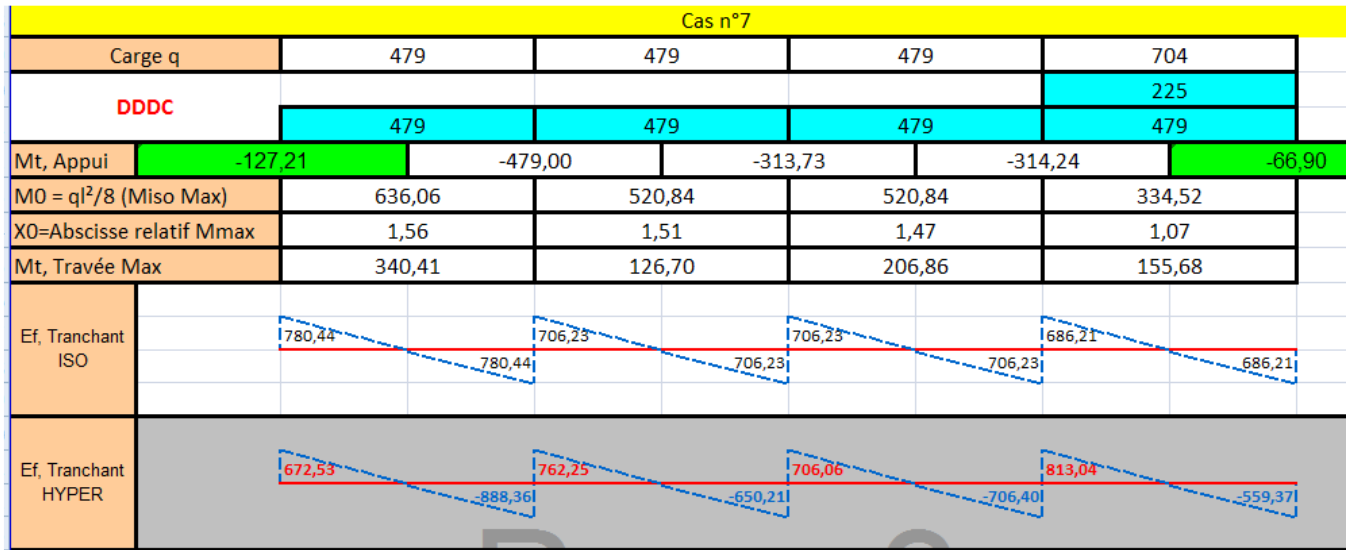 Cas n°7
Carge q 479 479 479 704
225
DDDC
479 479 479 479
Mt, Appui -127,21 -479,00 -313,73 -314,24 -66,90
M0 = ql²/8 (Miso Max) 636,06 520,84 520,84 334,52
X0=Abscisse relatif Mmax 1,56 1,51 1,47 1,07
Mt, Travée Max 340,41 126,70 206,86 155,68
Ef, Tranchant
ISO
780,44 706,23 706,23 686,21
780,44 706,23 706,23 686,21
Ef, Tranchant
HYPER
672,53 762,25 706,06 813,04
-888,36 -650,21 -706,40 -559,37